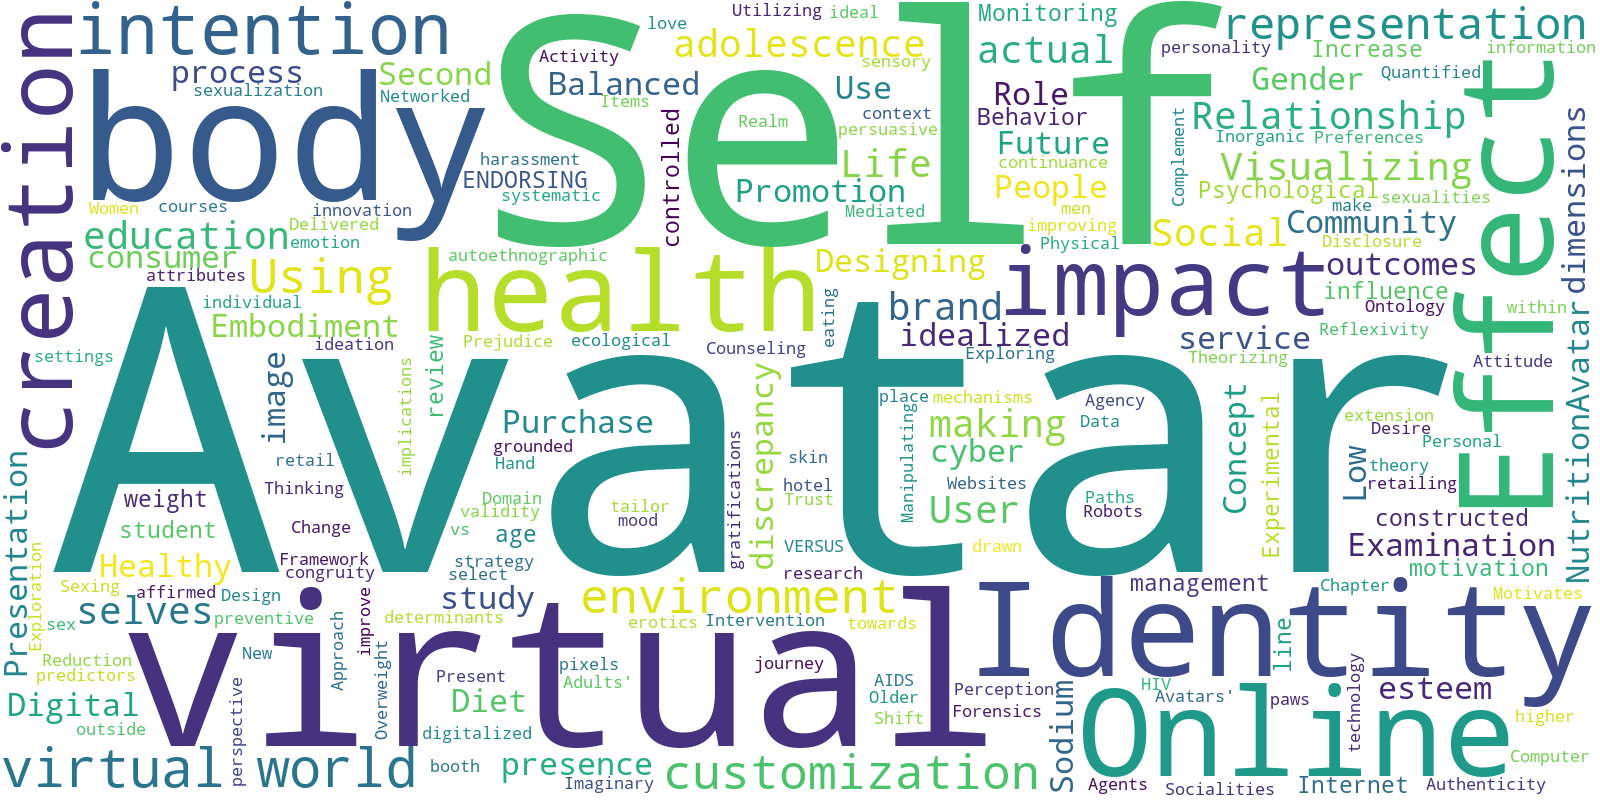 intention
Self
love
Utilizing
ideal
Monitoring
representation
adolescence
actual
personality
Increase
information
Activity
sensory
process
Second
Balanced
Use
Role
Gender
Quantified
sexualization
Networked
Items
context
Behavior
Relationship
body
creation
Realm
persuasive
controlled
Future
Inorganic
Preferences
harassment
Life
continuance
Complement
Visualizing
Effect
dimensions
ENDORSING
systematic
Promotion
People
Psychological
sexualities
Women
courses
innovation
Mediated
men
make
Delivered
improving
Social
Community
education
emotion
Physical
Disclosure
consumer
autoethnographic
health
Designing
impact
outcomes
attributes
Using
influence
individual
brand
Ontology
within
Embodiment
eating
idealized
service
Reflexivity
ideation
Prejudice
ecological
Counseling
Exploring
Theorizing
settings
image
review
implications
Attitude
Avatar
discrepancy
place
mechanisms
Agency
Concept
NutritionAvatar
Purchase
making
Data
extension
Desire
grounded
gratifications
Manipulating
cyber
Experimental
Low
Personal
retail
Hand
skin
theory
Presentation
Thinking
hotel
Websites
retailing
weight
Domain
Trust
User
Paths
validity
tailor
Robots
constructed
student
Change
mood
vs
age
VERSUS
drawn
Examination
Healthy
Framework
strategy
research
motivation
congruity
select
Exploration
Sexing
affirmed
Design
study
environment
Identity
management
Chapter
Motivates
selves
preventive
improve
determinants
erotics
Intervention
towards
sex
line
Reduction
New
Approach
Overweight
virtual
pixels
journey
technology
predictors
Present
Adults'
AIDS
Perception
HIV
Avatars'
paws
esteem
Digital
perspective
Diet
Older
Forensics
Sodium
Online
outside
digitalized
Shift
higher
virtual world
booth
presence
customization
Computer
Imaginary
Agents
Socialities
Internet
Authenticity